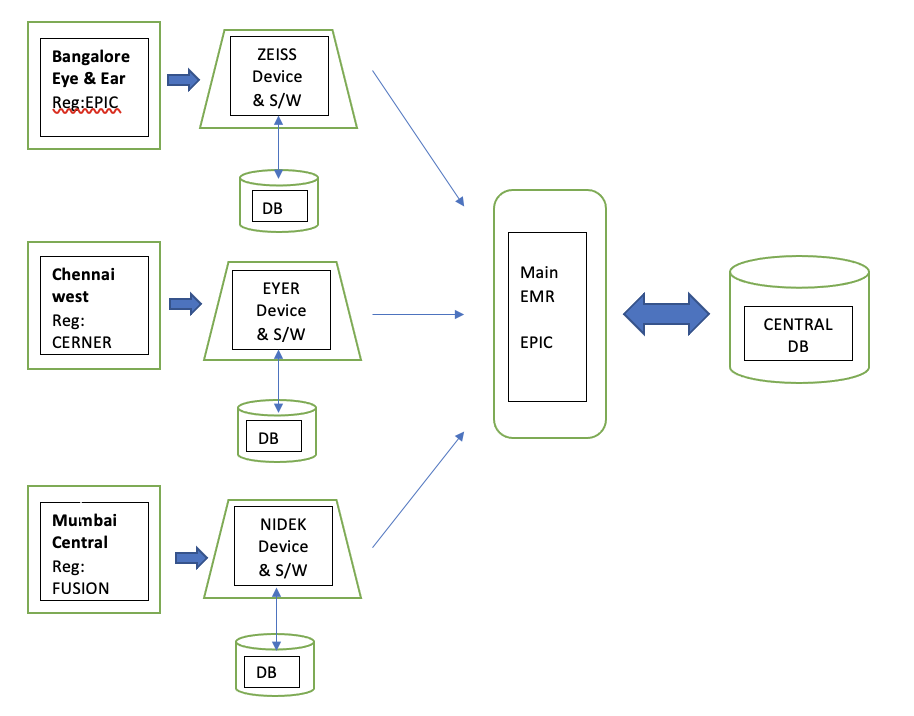 Bangalore
Eye & Ear
Reg:EPIC
ZEISS
Device
& S/W
DB
Chennai
west
Reg:
CERNER
EYER
Device
& S/W
DB
Mumbai
Central
Reg:
FUSION
NIDEK
Device
& S/W
DB
Main
EMR
EPIC
CENTRAL
DB